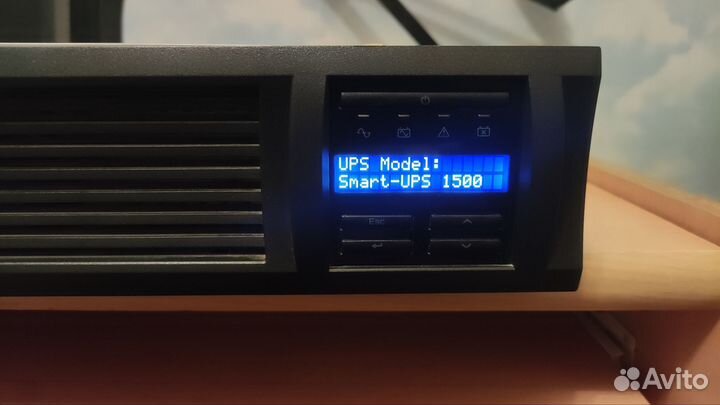 UPS Model:
Smart-UPS 1500
Esc
Avito